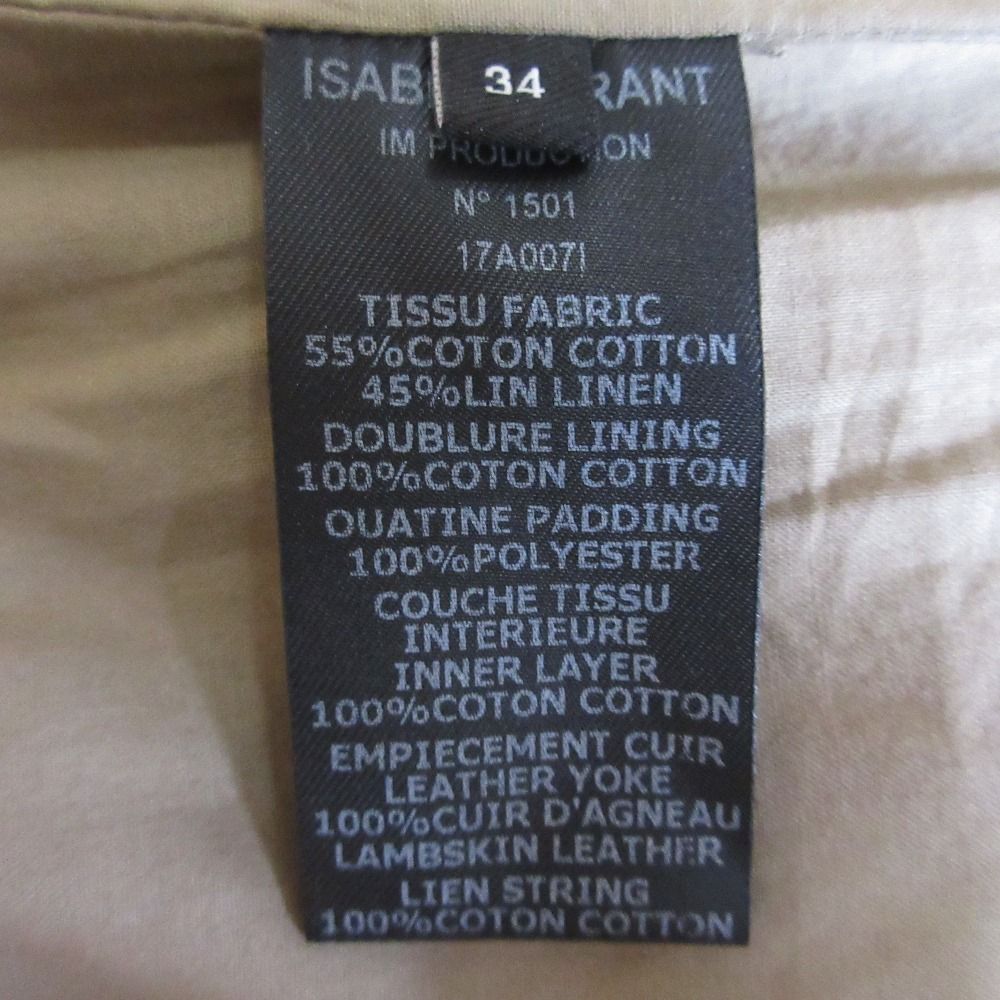 34
ISAB RANT
IM PRODUCTION
N° 1501
17A007I
TISSU FABRIC
55%COTON COTTON
45%LIN LINEN
DOUBLURE LINING
100%COTON COTTON
OUATINE PADDING
100%POLYESTER
COUCHE TISSU
INTERIEURE
INNER LAYER
100%COTON COTTON
EMPIECEMENT CUIR
LEATHER YOKE
100%CUIR D'AGNEAU
LAMBSKIN LEATHER
LIEN STRING
100%COTON COTTON